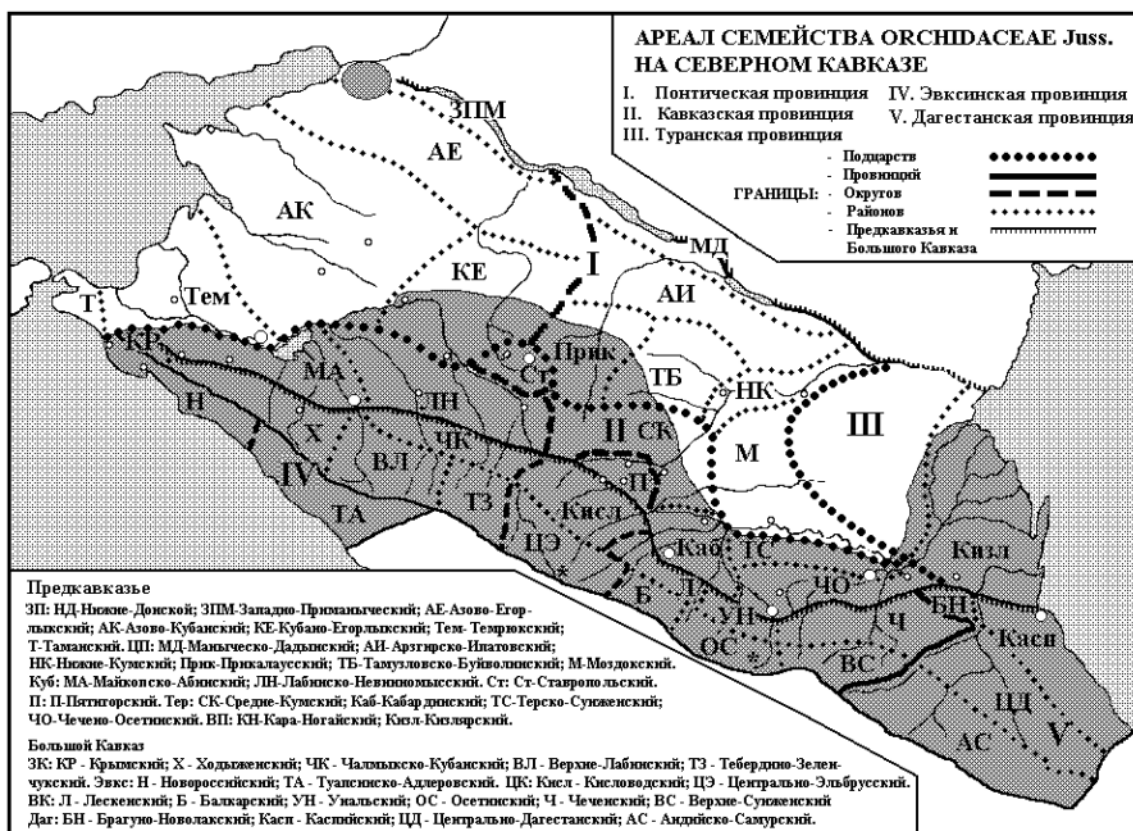 АРЕАЛ СЕМЕЙСТВА ORCHIDACEAE Juss.
НА СЕВЕРНОМ КАВКАЗЕ
I. Понтическая провинция IV. Эвксинская провинция
II. Кавказская провинция V. Дагестанская провинция
III. Туранская провинция
- Подцарств
- Провинций
ГРАНИЦЫ: - Округов
- Районов
- Предкавказья и
Большого Кавказа
ЗПМ
АЕ
АК
МД
I
КЕ
АИ
Тем
Т
КР
Прик
МА
Ст
ТБ
НК
Н
ЛН
III
Х
ЧК
II
СК
М
IV
ВЛ
П
ТЗ
Кисл
ТА
ЦЭ
*
Каб
ТС
Кизл
Б
Л
ЧО
УН
БН
Ч
Касп
ОС
*
ВС
ЦД
V
АС
Предкавказье
ЗП: НД-Нижне-Донской; ЗПМ-Западно-Приманычский; АЕ-Азово-Егор-
лыкский; АК-Азово-Кубанский; КЕ-Кубано-Егорлыкский; Тем- Темрюкский;
Т-Таманский. ЦП: МД-Маныческо-Дадынский; АИ-Арзгирско-Ипатовский;
НК-Нижне-Кумский; Прик-Прикалаусский; ТБ-Тамузловско-Буйволинский; М-Моздокский.
Куб: МА-Майкопско-Абинский; ЛН-Лабинско-Невинномысский. Ст: Ст-Ставропольский.
П: П-Пятигорский. Тер: СК-Средне-Кумский; Каб-Кабардинский; ТС-Терско-Сунженский;
ЧО-Чечено-Осетинский. ВП: КН-Кара-Ногайский; Кизл-Кизлярский.
Большой Кавказ
ЗК: КР - Крымский; Х - Ходыженский; ЧК - Чалмыкско-Кубанский; ВЛ - Верхне-Лабинский; ТЗ - Тебердино-Зелен-
чукский. Эвкс: Н - Новороссийский; ТА - Туапсинско-Адлеровский. ЦК: Кисл - Кисловодский; ЦЭ - Центрально-Эльбрусский.
ВК: Л - Лескенский; Б - Балкарский; УН - Унальский; ОС - Осетинский; Ч - Чеченский; ВС - Верхне-Сунженский
Даг: БН - Брагуно-Новолакский; Касп - Каспийский; ЦД - Центрально-Дагестанский; АС - Андийско-Самурский.